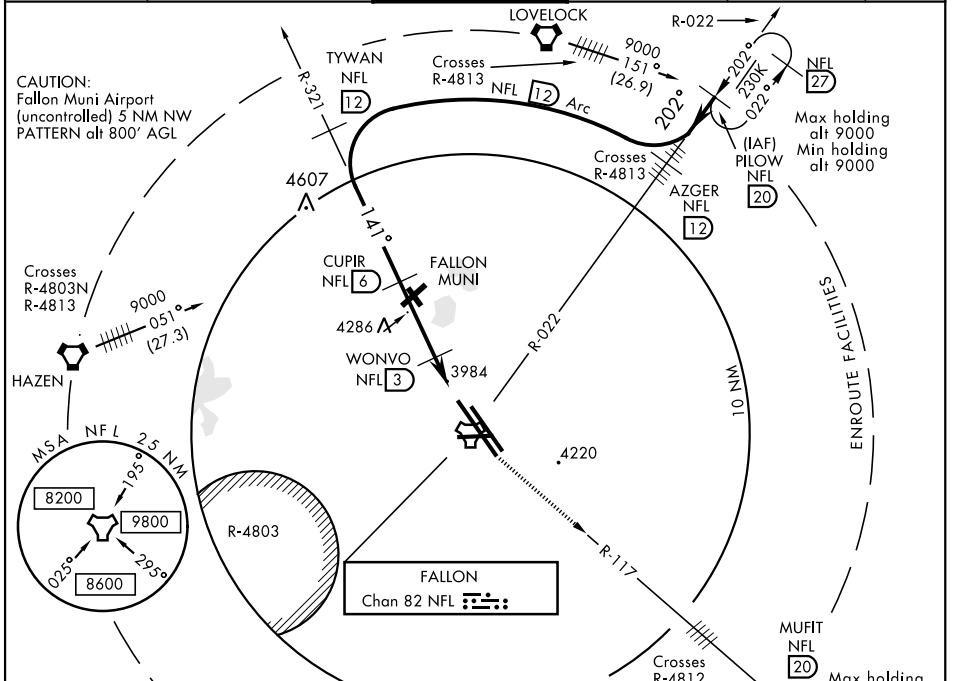 LOVELOCK
R-022
TYWAN
NFL
12
R-321
Crosses
R-4813
9000
151°
(26.9)
202°
230K
022°
NFL
27
CAUTION:
Fallon Muni Airport
(uncontrolled) 5 NM NW
PATTERN alt 800' AGL
NFL 12 Arc
202°
Max holding
alt 9000
Min holding
alt 9000
(IAF)
PILOW
NFL
20
Crosses
R-4813
AZGER
NFL
12
4607
141°
CUPIR
NFL 6
FALLON
MUNI
Crosses
R-4803N
R-4813
9000
051°
(27.3)
4286
HAZEN
WONVO
NFL 3
3984
R-022
10 NM
ENROUTE FACILITIES
MSA NFL 25 NM
195°
8200
9800
025°
295°
8600
4220
R-4803
R-117
FALLON
Chan 82 NFL
MUFIT
NFL
20
Crosses
R-4812
Max holding